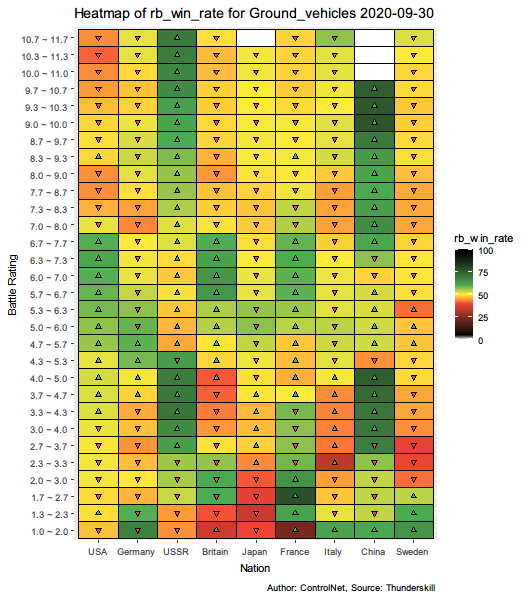 Heatmap of rb_win_rate for Ground_vehicles 2020-09-30
Battle Rating
10.7 ~ 11.7
10.3 ~ 11.3
10.0 ~ 11.0
9.7 ~ 10.7
9.3 ~ 10.3
9.0 ~ 10.0
8.7 ~ 9.7
8.3 ~ 9.3
8.0 ~ 9.0
7.7 ~ 8.7
7.3 ~ 8.3
7.0 ~ 8.0
6.7 ~ 7.7
6.3 ~ 7.3
6.0 ~ 7.0
5.7 ~ 6.7
5.3 ~ 6.3
5.0 ~ 6.0
4.7 ~ 5.7
4.3 ~ 5.3
4.0 ~ 5.0
3.7 ~ 4.7
3.3 ~ 4.3
3.0 ~ 4.0
2.7 ~ 3.7
2.3 ~ 3.3
2.0 ~ 3.0
1.7 ~ 2.7
1.3 ~ 2.3
1.0 ~ 2.0
USA Germany USSR Britain Japan France Italy China Sweden
Nation
rb_win_rate
100
75
50
25
0
Author: ControlNet, Source: Thunderskill